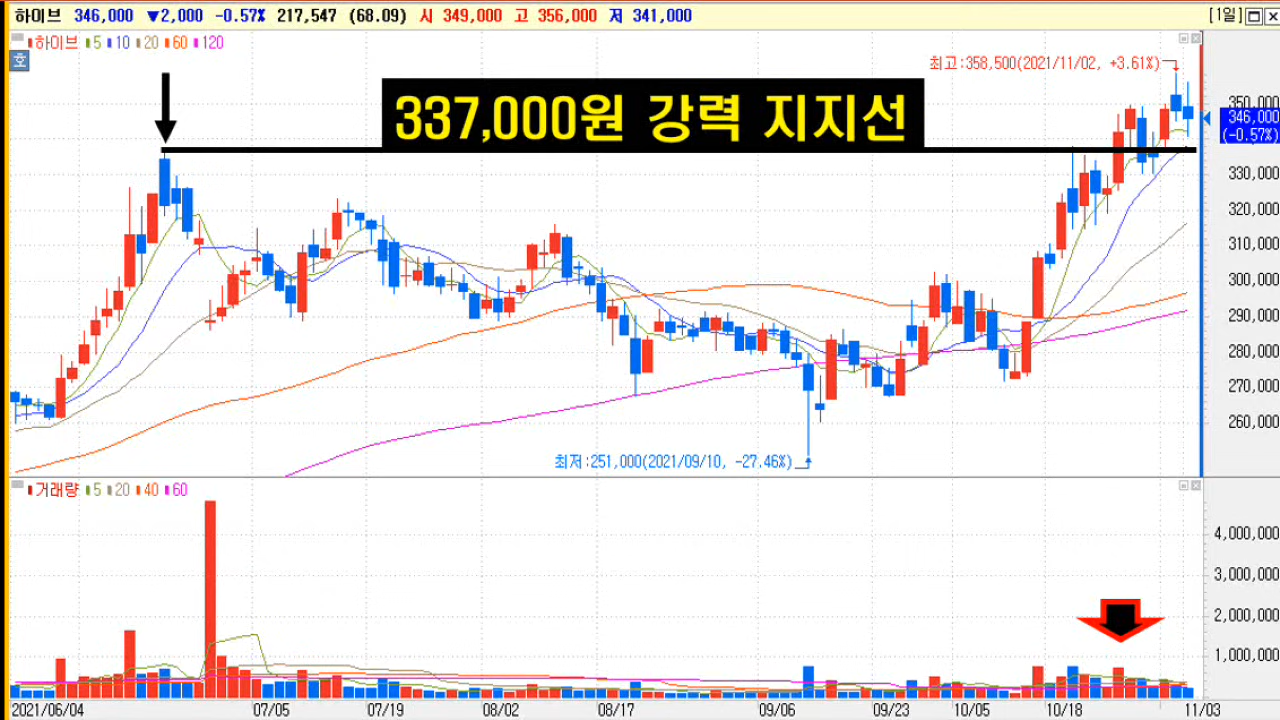 하이브 346,000 ▼2,000 -0.57% 217,547 (68.09) 시 349,000 고 356,000 저 341,000 [1일]
하이브 5 10 20 60 120
호
최고:358,500(2021/11/02, +3.61%)
337,000원 강력 지지선
350,000
346,000
(-0.57%)
330,000
320,000
310,000
300,000
290,000
280,000
270,000
260,000
최저:251,000(2021/09/10, -27.46%)
거래량 5 20 40 60
4,000,000
3,000,000
2,000,000
1,000,000
2021/06/04 07/05 07/19 08/02 08/17 09/06 09/23 10/05 10/18 11/03